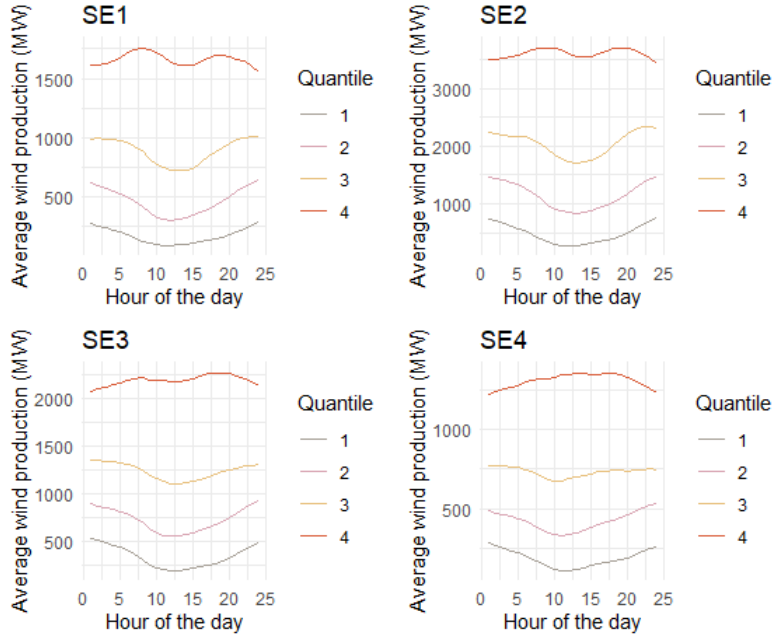 SE1
Average wind production (MW)
1500
1000
500
0 5 10 15 20 25
Hour of the day
Quantile
1
2
3
4
SE2
Average wind production (MW)
3000
2000
1000
0 5 10 15 20 25
Hour of the day
Quantile
1
2
3
4
SE3
Average wind production (MW)
2000
1500
1000
500
0 5 10 15 20 25
Hour of the day
Quantile
1
2
3
4
SE4
Average wind production (MW)
1000
500
0 5 10 15 20 25
Hour of the day
Quantile
1
2
3
4